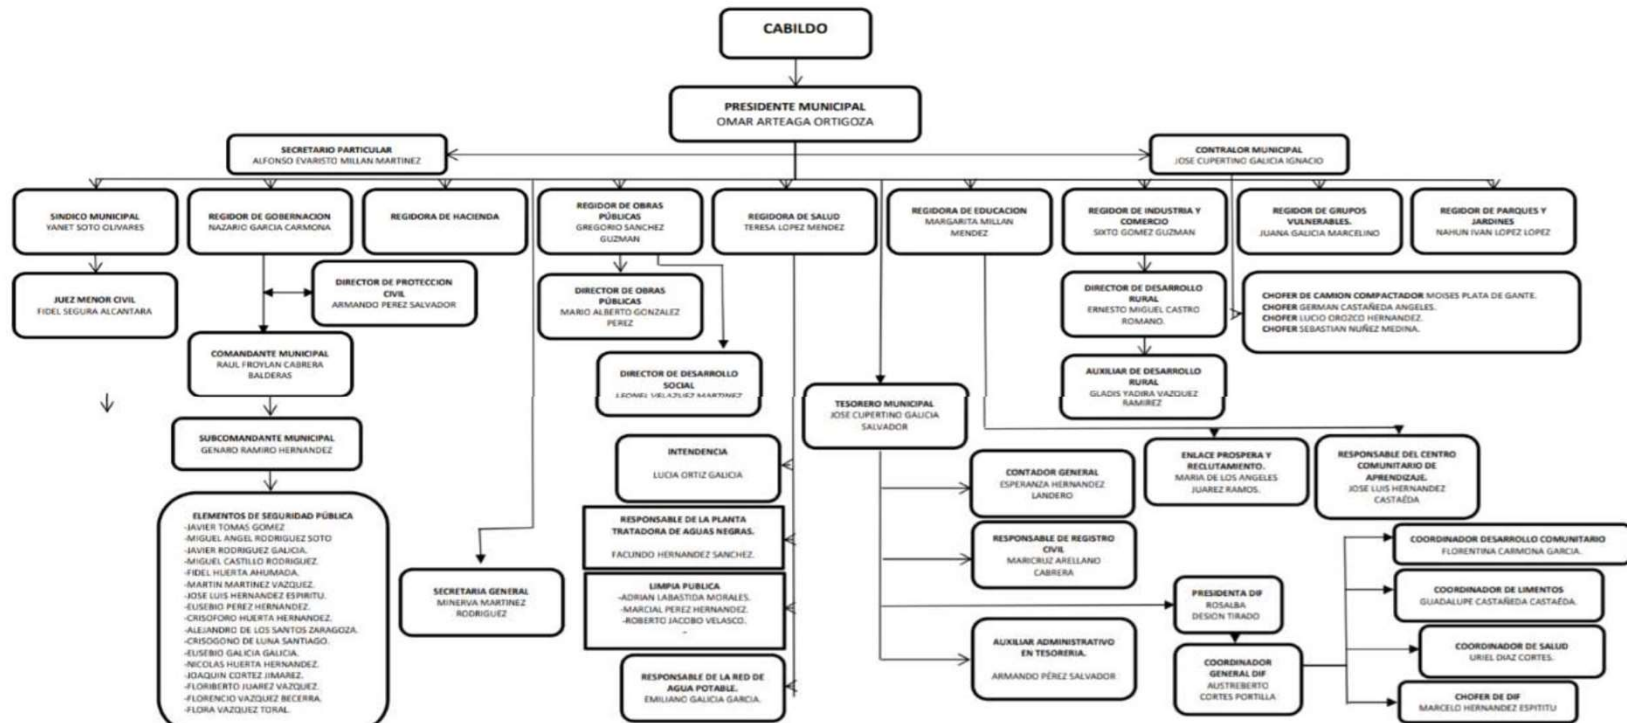 CABILDO
PRESIDENTE MUNICIPAL
OMAR ARTEAGA ORTIGOZA
SECRETARIO PARTICULAR
ALFONSO EVARISTO MILLAN MARTINEZ
CONTRALOR MUNICIPAL
JOSE CUPERTINO GALICIA IGNACIO
SINDICO MUNICIPAL
YANET SOTO OLIVARES
REGIDOR DE GOBERNACION
NAZARIO GARCIA CARMONA
REGIDORA DE HACIENDA
REGIDOR DE OBRAS
PÚBLICAS
GREGORIO SANCHEZ
GUZMAN
REGIDORA DE SALUD
TERESA LOPEZ MENDEZ
REGIDORA DE EDUCACION
MARGARITA MILLAN
MENDEZ
REGIDOR DE INDUSTRIA Y
COMERCIO
SIXTO GOMEZ GUZMAN
REGIDOR DE GRUPOS
VULNERABLES.
JUANA GALICIA MARCELINO
REGIDOR DE PARQUES Y
JARDINES
NAHUN IVAN LOPEZ LOPEZ
JUEZ MENOR CIVIL
FIDEL SEGURA ALCANTARA
DIRECTOR DE PROTECCION
CIVIL
ARMANDO PEREZ SALVADOR
DIRECTOR DE OBRAS
PÚBLICAS
MARIO ALBERTO GONZALEZ
PEREZ
DIRECTOR DE DESARROLLO
RURAL
ERNESTO MIGUEL CASTRO
ROMANO.
CHOFER DE CAMION COMPACTADOR MOISES PLATA DE GANTE.
CHOFER GERMAN CASTAÑEDA ANGELES.
CHOFER LUCIO OROZCO HERNANDEZ.
CHOFER SEBASTIAN NUÑEZ MEDINA.
COMANDANTE MUNICIPAL
RAUL FROYLAN CABRERA
BALDERAS
DIRECTOR DE DESARROLLO
SOCIAL
LEONEL VELAZUEZ MARTINEZ
AUXILIAR DE DESARROLLO
RURAL
GLADIS YADIRA VAZQUEZ
RAMIREZ
TESORERO MUNICIPAL
JOSE CUPERTINO GALICIA
SALVADOR
SUBCOMANDANTE MUNICIPAL
GENARO RAMIRO HERNANDEZ
INTENDENCIA
LUCIA ORTIZ GALICIA
CONTADOR GENERAL
ESPERANZA HERNANDEZ
LANDERO
ENLACE PROSPERA Y
RECLUTAMIENTO.
MARIA DE LOS ANGELES
JUAREZ RAMOS.
RESPONSABLE DEL CENTRO
COMUNITARIO DE
APRENDIZAJE.
JOSE LUIS HERNANDEZ
CASTAÉDA
ELEMENTOS DE SEGURIDAD PÚBLICA
-JAVIER TOMAS GOMEZ
-MIGUEL ANGEL RODRIGUEZ SOTO
-JAVIER RODRIGUEZ GALICIA.
-MIGUEL CASTILLO RODRIGUEZ.
-FIDEL HUERTA AHUMADA.
-MARTIN MARTINEZ VAZQUEZ.
-JOSE LUIS HERNANDEZ ESPIRITU.
-EUSEBIO PEREZ HERNANDEZ.
-CRISOFORO HUERTA HERNANDEZ.
-ALEJANDRO DE LOS SANTOS ZARAGOZA.
-CRISOGONO DE LUNA SANTIAGO.
-EUSEBIO GALICIA GALICIA.
-NICOLAS HUERTA HERNANDEZ.
-JOAQUIN CORTEZ JIMAREZ.
-FLORIBERTO JUAREZ VAZQUEZ.
-FLORENCIO VAZQUEZ BECERRA.
-FLORA VAZQUEZ TORAL.
RESPONSABLE DE LA PLANTA
TRATADORA DE AGUAS NEGRAS.
FACUNDO HERNANDEZ SANCHEZ.
RESPONSABLE DE REGISTRO
CIVIL
MARICRUZ ARELLANO
CABRERA
COORDINADOR DESARROLLO COMUNITARIO
FLORENTINA CARMONA GARCIA.
SECRETARIA GENERAL
MINERVA MARTINEZ
RODRIGUEZ
LIMPIA PUBLICA
-ADRIAN LABASTIDA MORALES.
-MARCIAL PEREZ HERNANDEZ.
-ROBERTO JACOBO VELASCO.
-
PRESIDENTA DIF
ROSALBA
DESION TIRADO
COORDINADOR DE LIMENTOS
GUADALUPE CASTAÑEDA CASTAÉDA.
AUXILIAR ADMINISTRATIVO
EN TESORERIA.
ARMANDO PÉREZ SALVADOR
COORDINADOR
GENERAL DIF
AUSTREBERTO
CORTES PORTILLA
COORDINADOR DE SALUD
URIEL DIAZ CORTES.
RESPONSABLE DE LA RED DE
AGUA POTABLE.
EMILIANO GALICIA GARCIA.
CHOFER DE DIF
MARCELO HERNANDEZ ESPITITU